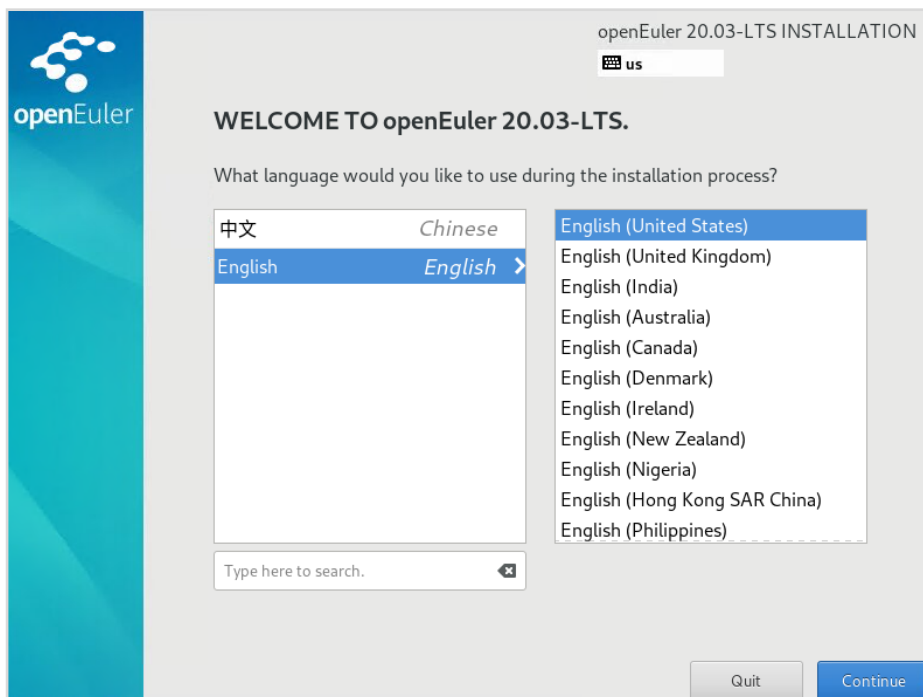 openEuler
openEuler 20.03-LTS INSTALLATION
us
WELCOME TO openEuler 20.03-LTS.
What language would you like to use during the installation process?
中文 Chinese
English English
English (United States)
English (United Kingdom)
English (India)
English (Australia)
English (Canada)
English (Denmark)
English (Ireland)
English (New Zealand)
English (Nigeria)
English (Hong Kong SAR China)
English (Philippines)
Type here to search.
Quit Continue